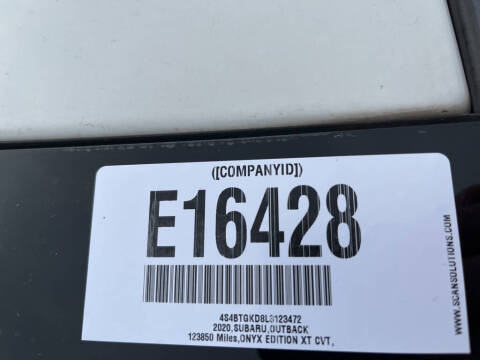 ([COMPANYID])
E16428
4S4BTGKD8L3123472
2020,SUBARU,OUTBACK
123850 Miles,ONYX EDITION XT CVT,
WWW.SCANSOLUTIONS.COM